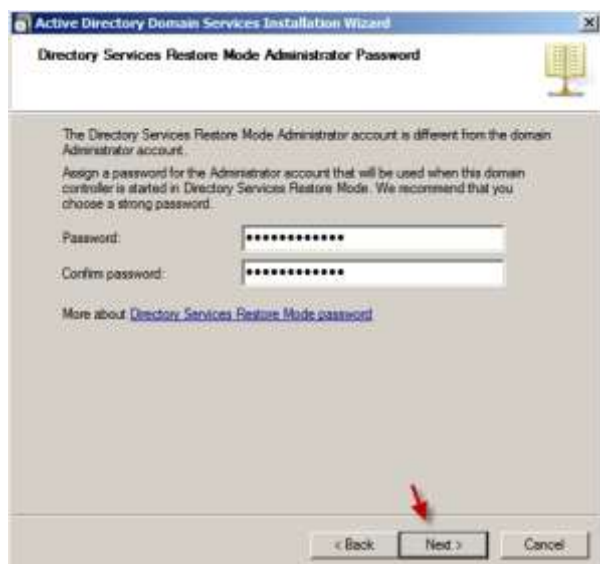 Active Directory Domain Services Installation Wizard
Directory Services Restore Mode Administrator Password
The Directory Services Restore Mode Administrator account is different from the domain
Administrator account.
Assign a password for the Administrator account that will be used when this domain
controller is started in Directory Services Restore Mode. We recommend that you
choose a strong password.
Password:
••••••••••••
Confirm password:
••••••••••••
More about Directory Services Restore Mode password
< Back
Next >
Cancel